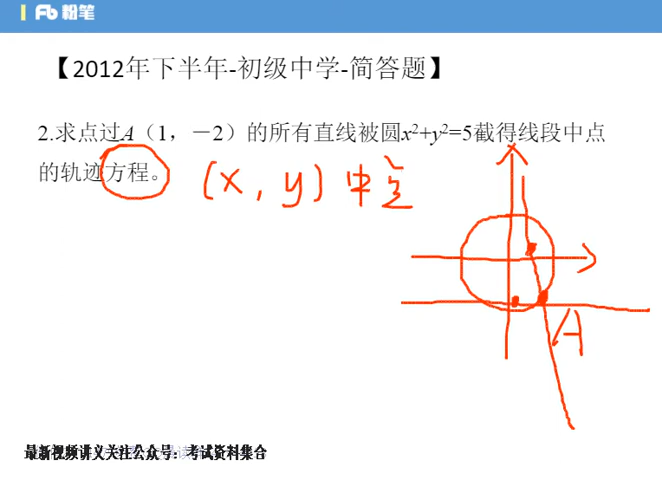 粉笔
【2012年下半年-初级中学-简答题】
2.求点过A（1，－2）的所有直线被圆x²+y²=5截得线段中点
的轨迹方程。
(x,y)中点
A
最新视频讲义关注公众号：考试资料集合